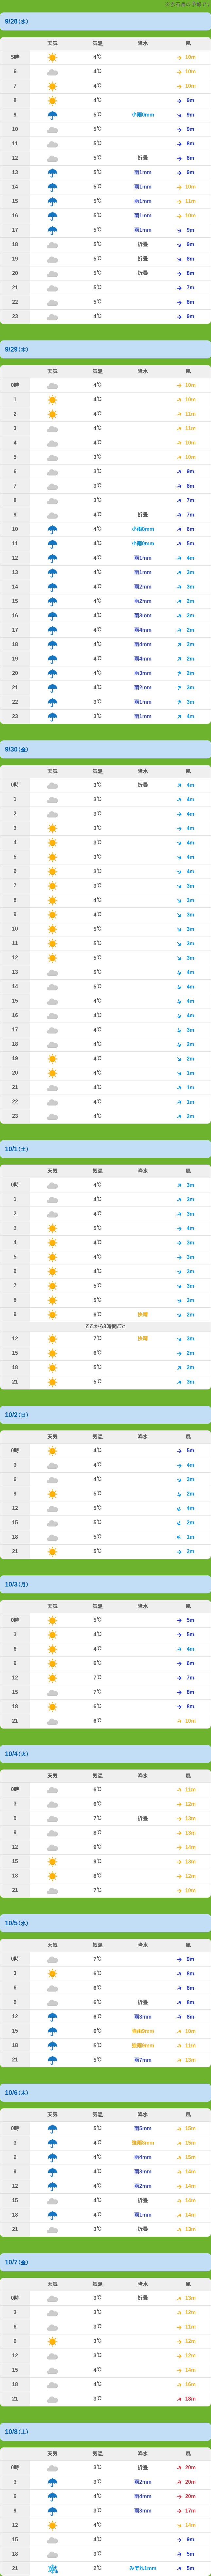 9/28 (水)
天気 気温 降水 風
5時 4℃ 10m
6 4℃ 10m
7 4℃ 10m
8 4℃ 9m
9 5℃ 小雨0mm 9m
10 5℃ 9m
11 5℃ 8m
12 5℃ 折畳 8m
13 5℃ 雨1mm 9m
14 5℃ 雨1mm 10m
15 5℃ 雨1mm 11m
16 5℃ 雨1mm 10m
17 5℃ 雨1mm 9m
18 5℃ 折畳 9m
19 5℃ 折畳 8m
20 5℃ 折畳 8m
21 5℃ 7m
22 5℃ 8m
23 4℃ 9m
9/29 (木)
天気 気温 降水 風
0時 4℃ 10m
1 4℃ 10m
2 4℃ 11m
3 4℃ 11m
4 4℃ 10m
5 3℃ 10m
6 3℃ 9m
7 3℃ 8m
8 3℃ 7m
9 4℃ 折畳 7m
10 4℃ 小雨0mm 6m
11 4℃ 小雨0mm 5m
12 4℃ 雨1mm 4m
13 4℃ 雨1mm 3m
14 4℃ 雨2mm 3m
15 4℃ 雨2mm 2m
16 4℃ 雨3mm 2m
17 4℃ 雨4mm 2m
18 4℃ 雨4mm 2m
19 4℃ 雨4mm 2m
20 4℃ 雨3mm 2m
21 4℃ 雨2mm 3m
22 3℃ 雨1mm 3m
23 3℃ 雨1mm 4m
9/30 (金)
天気 気温 降水 風
0時 3℃ 折畳 4m
1 3℃ 4m
2 3℃ 4m
3 3℃ 4m
4 3℃ 4m
5 3℃ 4m
6 3℃ 4m
7 3℃ 3m
8 4℃ 3m
9 4℃ 3m
10 5℃ 3m
11 5℃ 3m
12 5℃ 3m
13 5℃ 4m
14 5℃ 4m
15 4℃ 4m
16 4℃ 4m
17 4℃ 3m
18 4℃ 2m
19 4℃ 2m
20 4℃ 1m
21 4℃ 1m
22 4℃ 1m
23 4℃ 2m
10/1 (土)
天気 気温 降水 風
0時 4℃ 3m
1 4℃ 3m
2 4℃ 3m
3 5℃ 4m
4 4℃ 3m
5 4℃ 3m
6 4℃ 3m
7 5℃ 3m
8 5℃ 3m
9 6℃ 2m
ここから3時間ごと
12 7℃ 3m
15 6℃ 2m
18 5℃ 2m
21 5℃ 3m
10/2 (日)
天気 気温 降水 風
0時 4℃ 5m
3 4℃ 4m
6 4℃ 3m
9 5℃ 2m
12 5℃ 4m
15 5℃ 2m
18 5℃ 1m
21 5℃ 2m
10/3 (月)
天気 気温 降水 風
0時 5℃ 5m
3 5℃ 5m
6 4℃ 4m
9 6℃ 6m
12 7℃ 7m
15 7℃ 8m
18 6℃ 8m
21 6℃ 10m
10/4 (火)
天気 気温 降水 風
0時 6℃ 11m
3 6℃ 12m
6 7℃ 折畳 13m
9 8℃ 13m
12 9℃ 14m
15 9℃ 13m
18 8℃ 12m
21 7℃ 10m
10/5 (水)
天気 気温 降水 風
0時 7℃ 9m
3 6℃ 8m
6 6℃ 8m
9 6℃ 折畳 8m
12 6℃ 雨3mm 8m
15 6℃ 10m
18 5℃ 11m
21 5℃ 雨7mm 13m
10/6 (木)
天気 気温 降水 風
0時 5℃ 雨5mm 15m
3 4℃ 15m
6 4℃ 雨4mm 15m
9 4℃ 雨3mm 14m
12 4℃ 雨2mm 14m
15 4℃ 折畳 14m
18 4℃ 雨1mm 14m
21 3℃ 折畳 13m
10/7 (金)
天気 気温 降水 風
0時 3℃ 折畳 13m
3 3℃ 12m
6 3℃ 11m
9 3℃ 12m
12 3℃ 12m
15 4℃ 14m
18 4℃ 16m
21 3℃ 18m
10/8 (土)
天気 気温 降水 風
0時 3℃ 折畳 20m
3 3℃ 雨2mm 20m
6 4℃ 雨4mm 20m
9 3℃ 雨3mm 17m
12 4℃ 14m
15 4℃ 9m
18 3℃ 5m
21 2℃ みぞれ1mm 5m